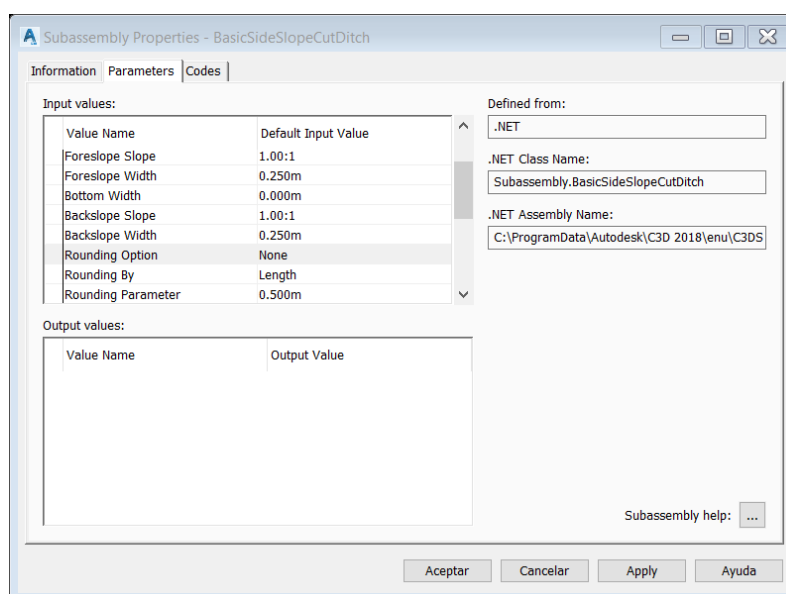 Subassembly Properties - BasicSideSlopeCutDitch
Information Parameters Codes
Input values:
Value Name Default Input Value
Foreslope Slope 1.00:1
Foreslope Width 0.250m
Bottom Width 0.000m
Backslope Slope 1.00:1
Backslope Width 0.250m
Rounding Option None
Rounding By Length
Rounding Parameter 0.500m
Defined from:
.NET
.NET Class Name:
Subassembly.BasicSideSlopeCutDitch
.NET Assembly Name:
C:\ProgramData\Autodesk\C3D 2018\enu\C3DS
Output values:
Value Name Output Value
Subassembly help: ...
Aceptar Cancelar Apply Ayuda